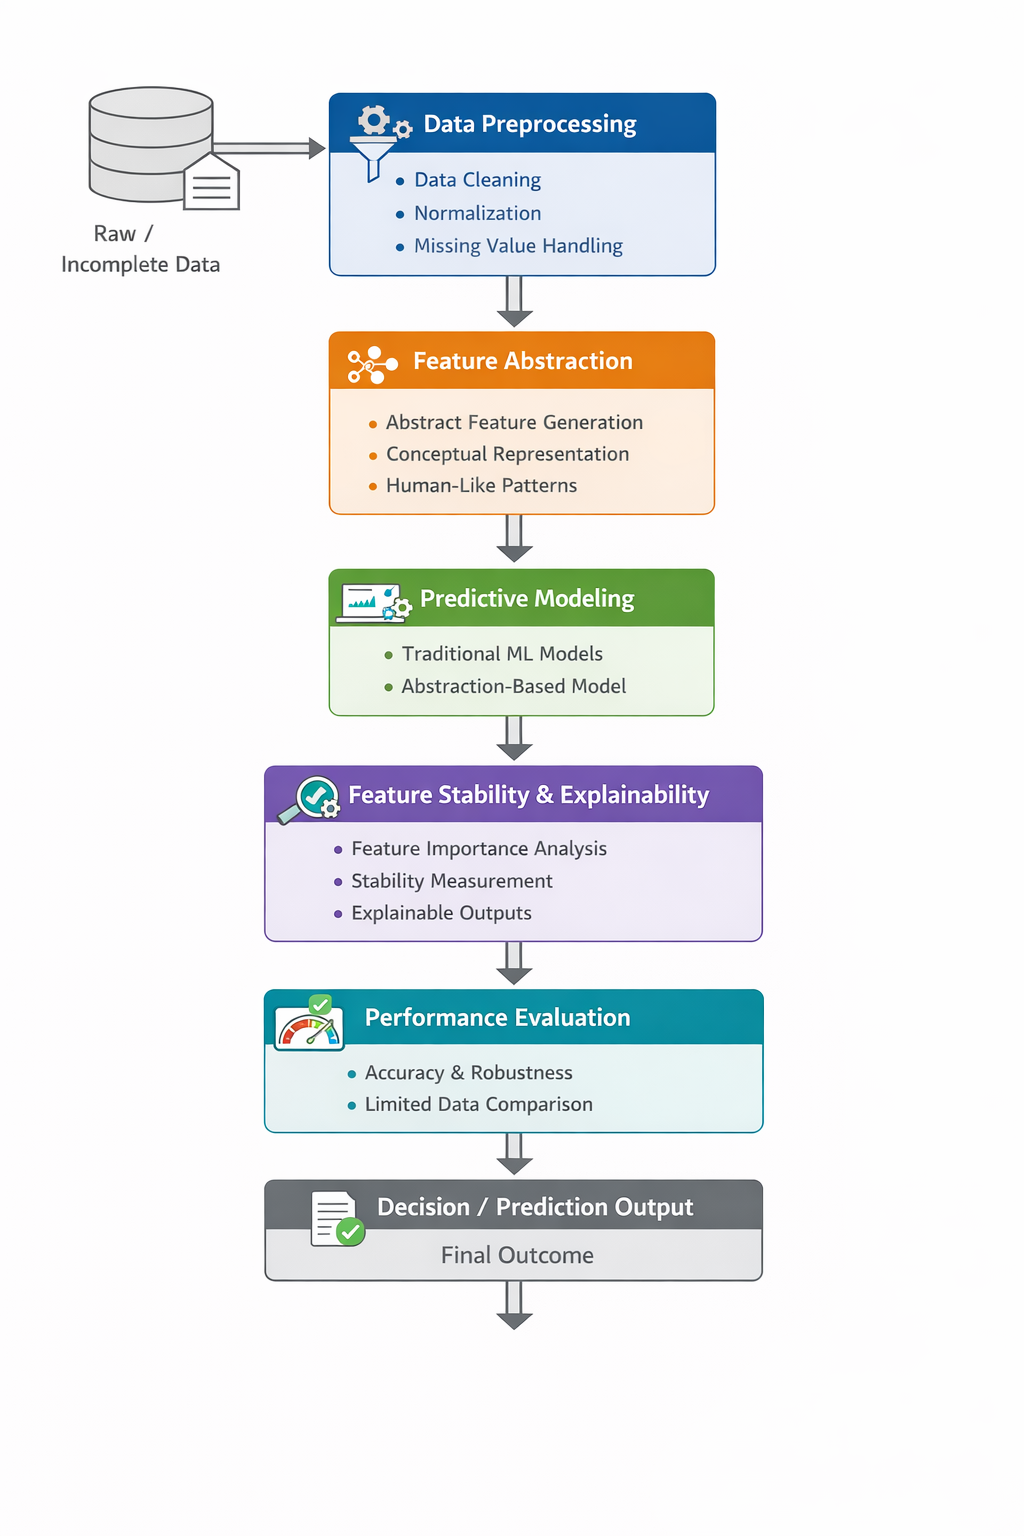 Raw /
Incomplete Data
Data Preprocessing
• Data Cleaning
• Normalization
• Missing Value Handling
Feature Abstraction
• Abstract Feature Generation
• Conceptual Representation
• Human-Like Patterns
Predictive Modeling
• Traditional ML Models
• Abstraction-Based Model
Feature Stability & Explainability
• Feature Importance Analysis
• Stability Measurement
• Explainable Outputs
Performance Evaluation
• Accuracy & Robustness
• Limited Data Comparison
Decision / Prediction Output
Final Outcome